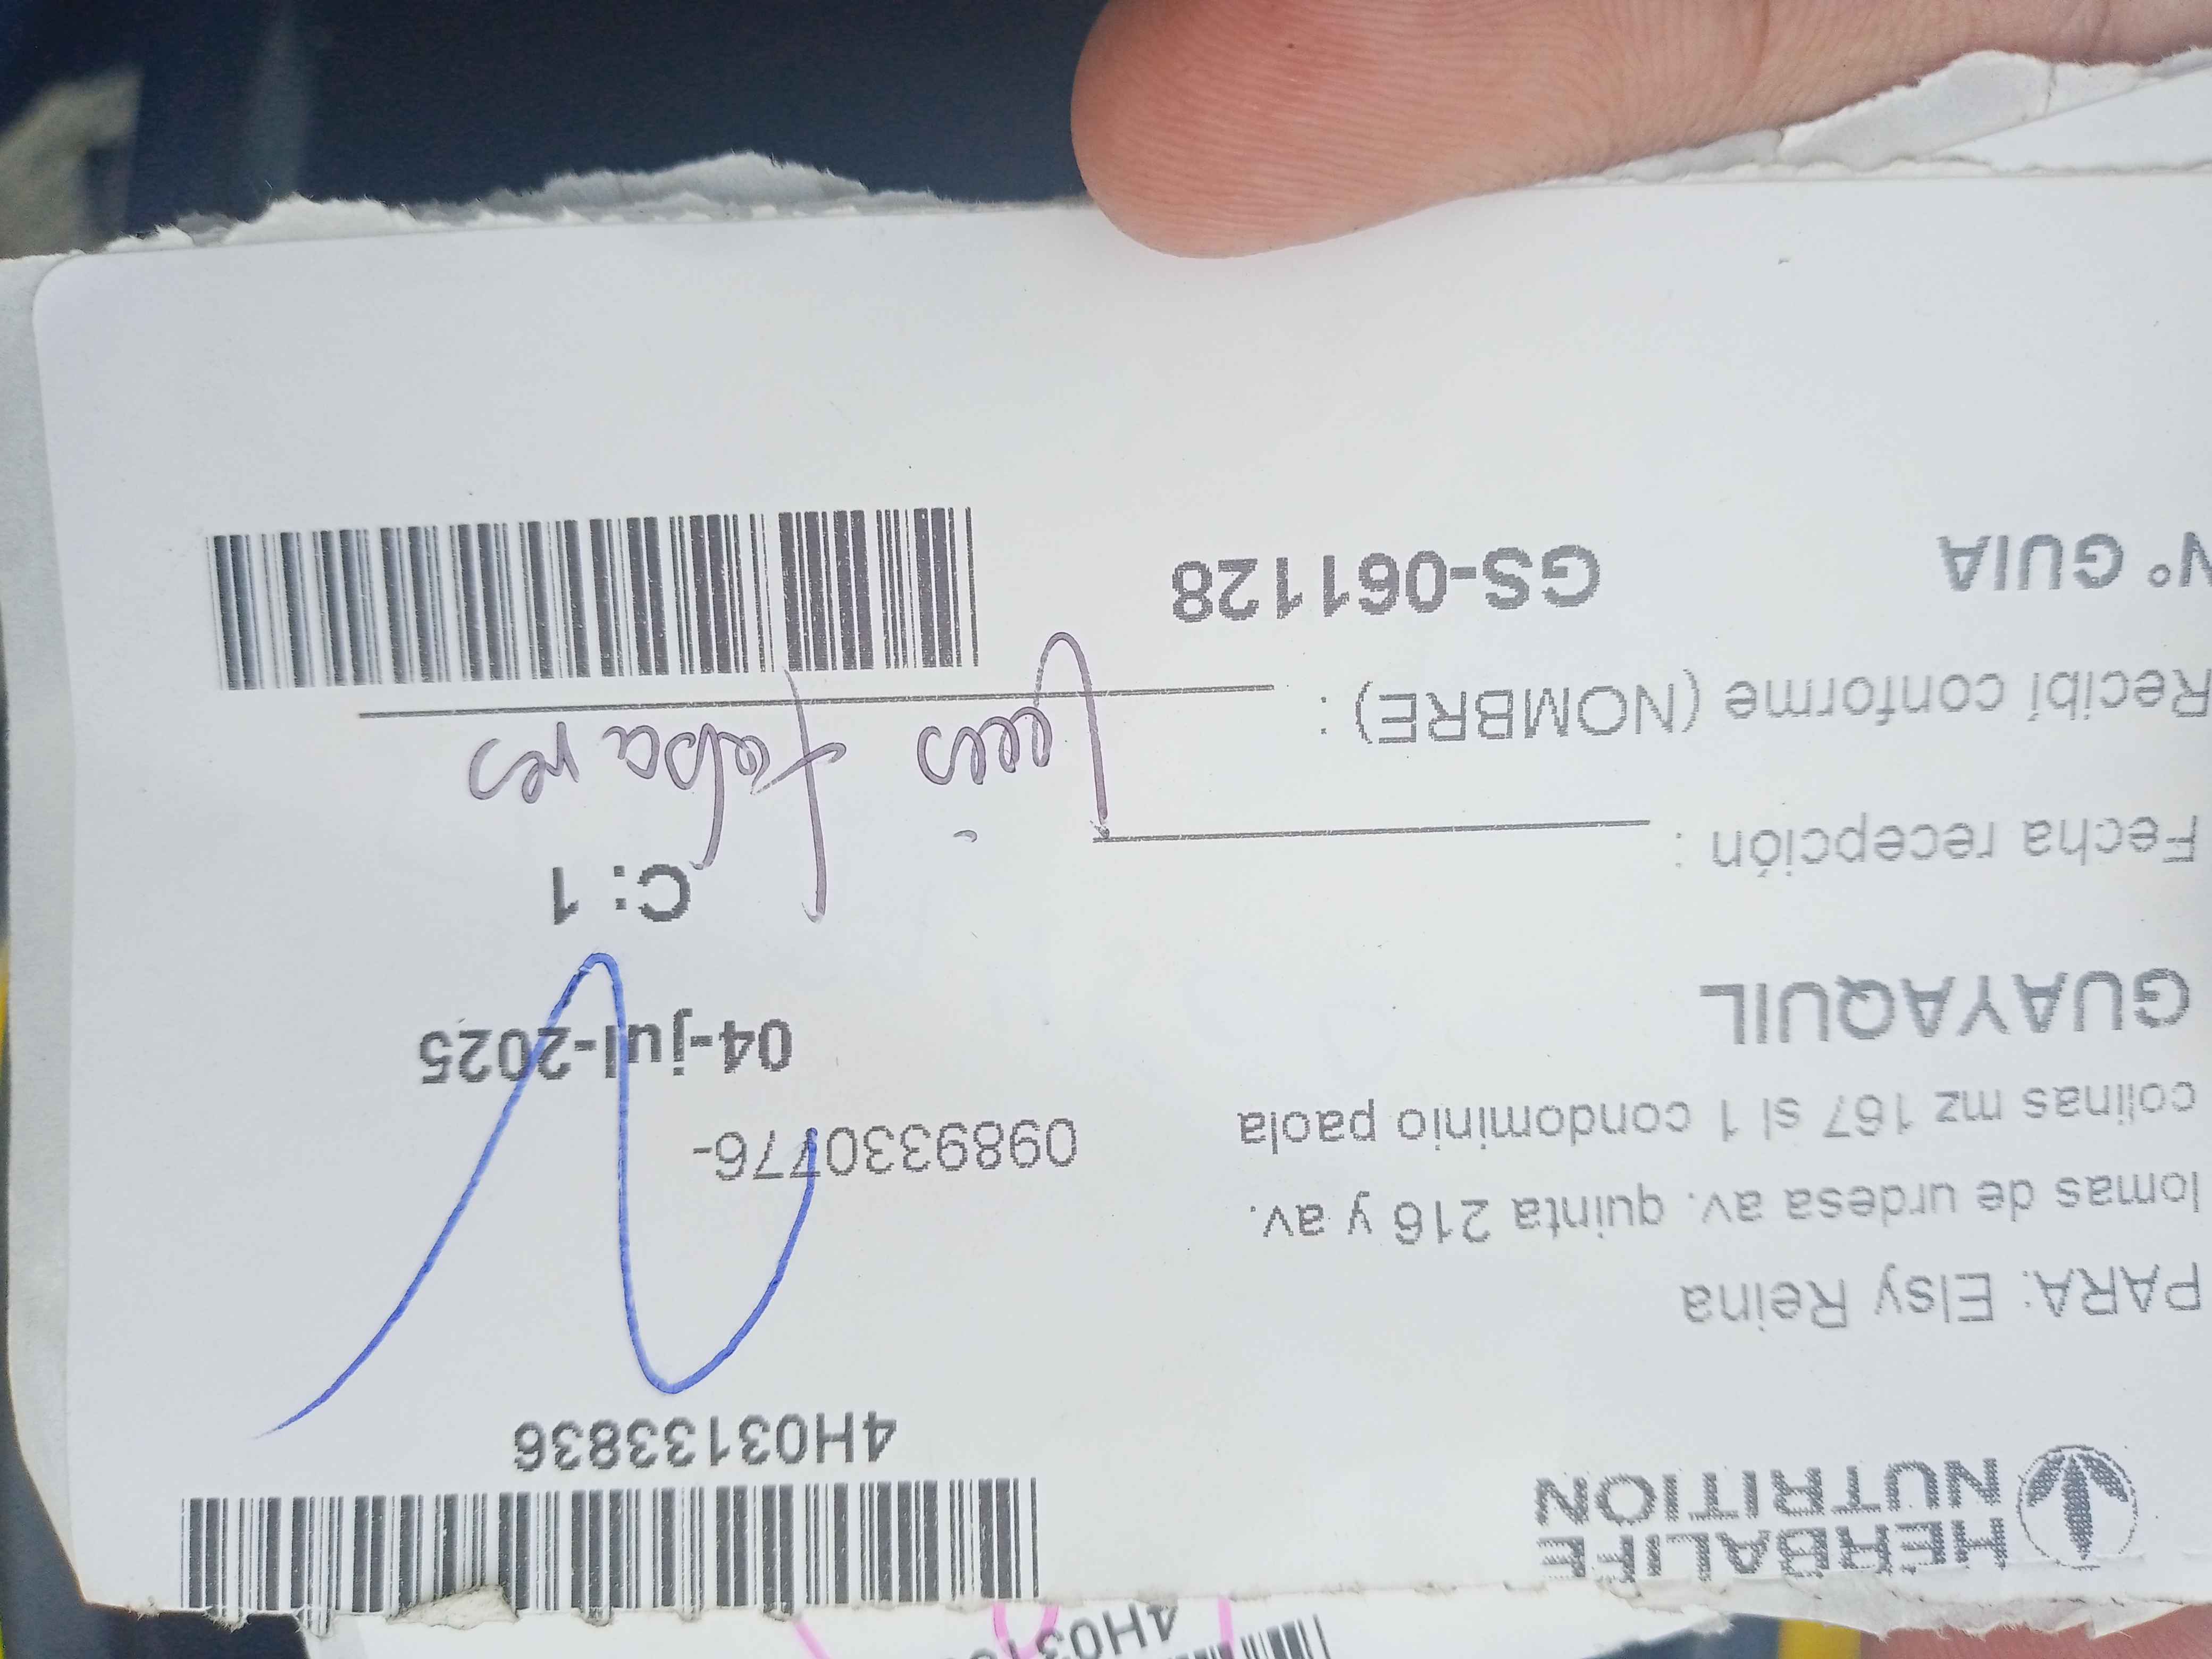 HERBALIFE
NUTRITION
4H03133836
PARA: Elsy Reina
lomas de urdesa av. quinta 216 y av.
colinas mz 167 sl 1 condominio paola
0989330776-
GUAYAQUIL
04-jul-2025
C: 1
Fecha recepción :
Recibí conforme (NOMBRE) :
Luis
N° GUIA
GS-061128